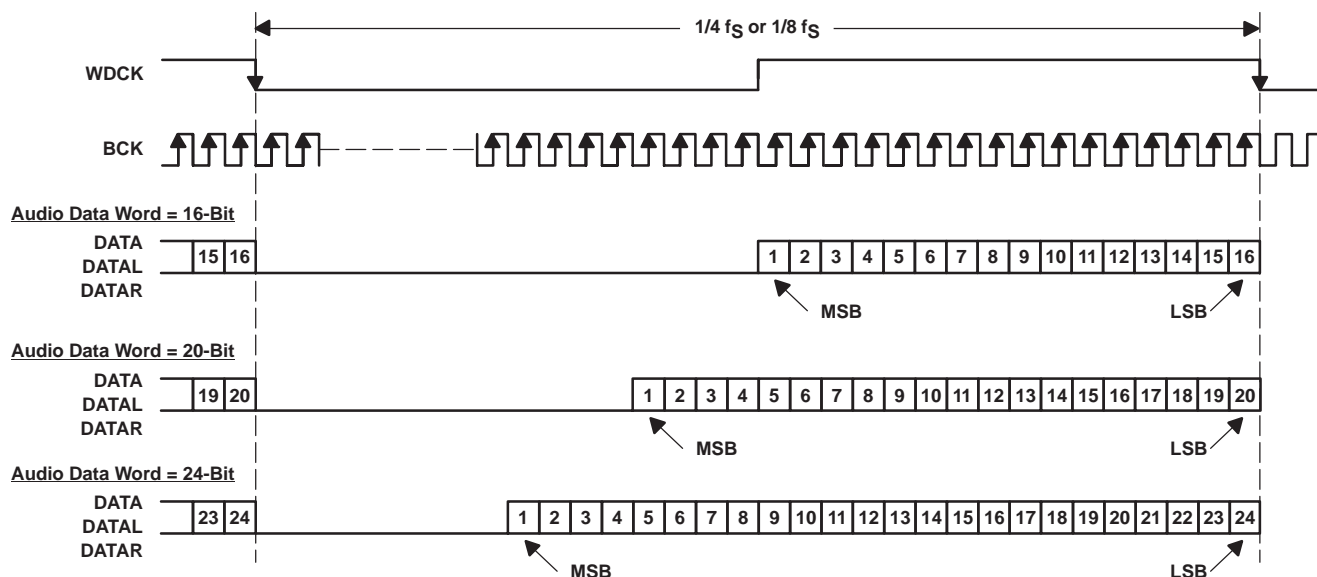 1/4 fS or 1/8 fS
WDCK
BCK
Audio Data Word = 16-Bit
DATA
DATAL
DATAR
15 16 1 2 3 4 5 6 7 8 9 10 11 12 13 14 15 16
MSB LSB
Audio Data Word = 20-Bit
DATA
DATAL
DATAR
19 20 1 2 3 4 5 6 7 8 9 10 11 12 13 14 15 16 17 18 19 20
MSB LSB
Audio Data Word = 24-Bit
DATA
DATAL
DATAR
23 24 1 2 3 4 5 6 7 8 9 10 11 12 13 14 15 16 17 18 19 20 21 22 23 24
MSB LSB